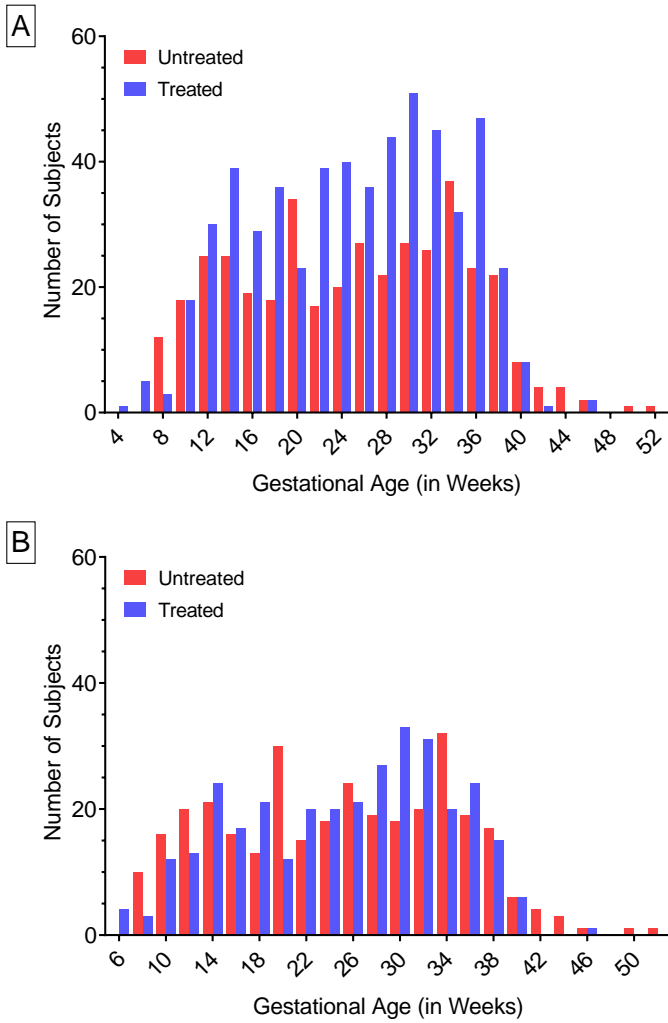 A
60
40
20
0
Number of Subjects
Untreated
Treated
4 8 12 16 20 24 28 32 36 40 44 48 52
Gestational Age (in Weeks)
B
60
40
20
0
Number of Subjects
Untreated
Treated
6 10 14 18 22 26 30 34 38 42 46 50
Gestational Age (in Weeks)